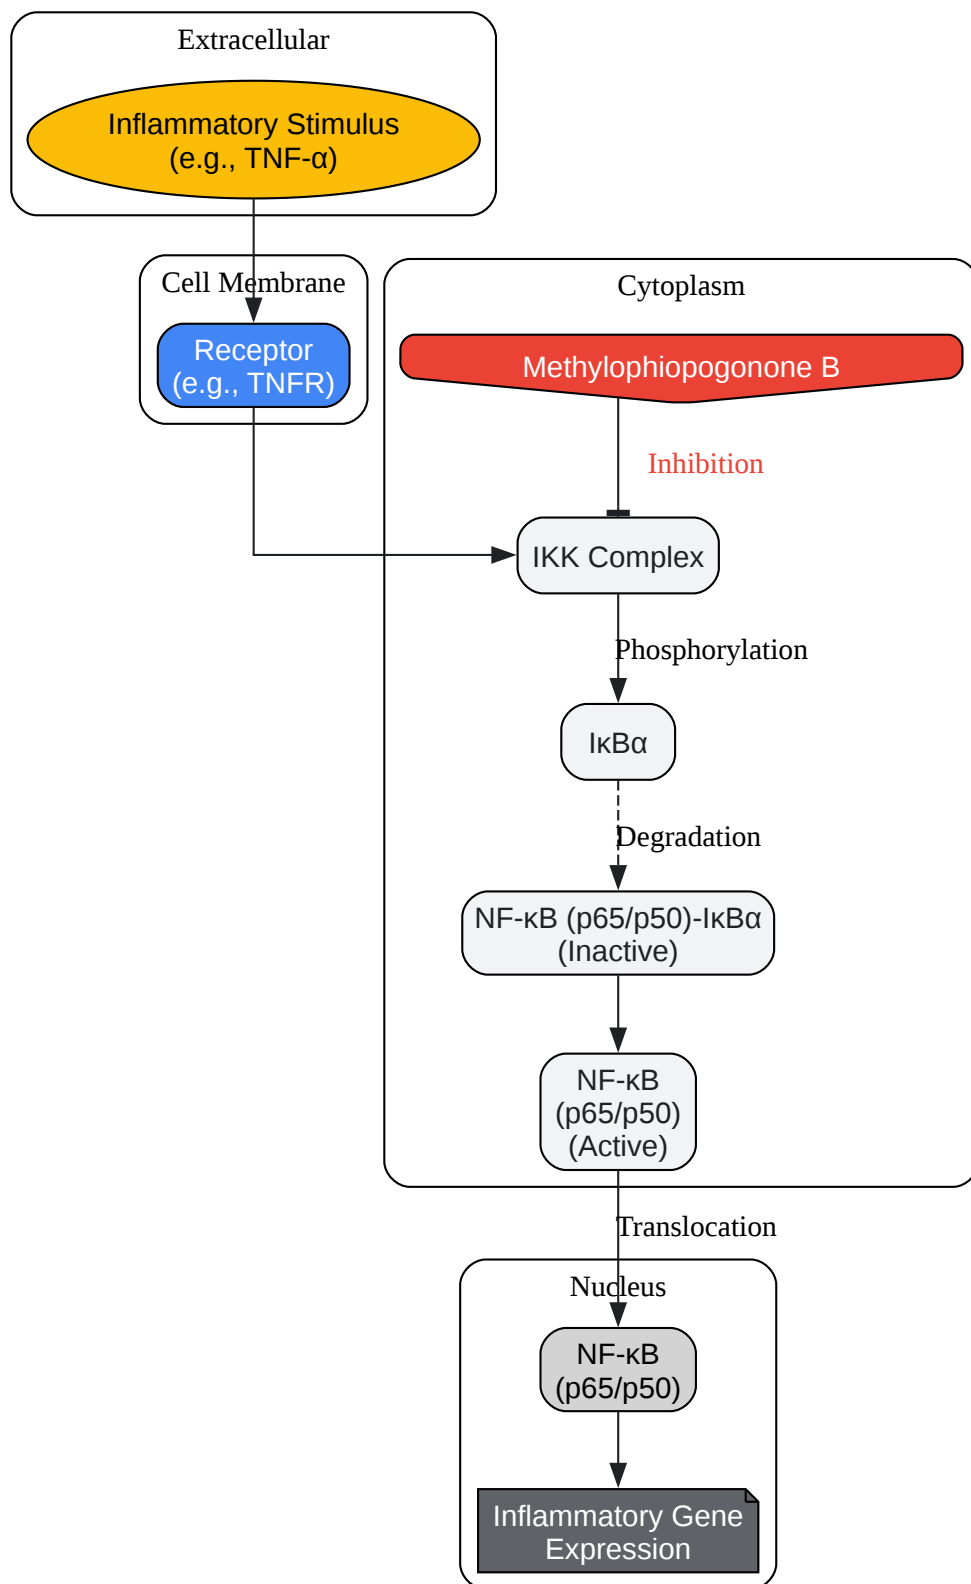 Extracellular
Inflammatory Stimulus
(e.g., TNF-α)
Cell Membrane
Receptor
(e.g., TNFR)
Cytoplasm
Methylophiopogonone B
Inhibition
IKK Complex
Phosphorylation
IκBα
Degradation
NF-κB (p65/p50)-IκBα
(Inactive)
NF-κB
(p65/p50)
(Active)
Translocation
Nucleus
NF-κB
(p65/p50)
Inflammatory Gene
Expression